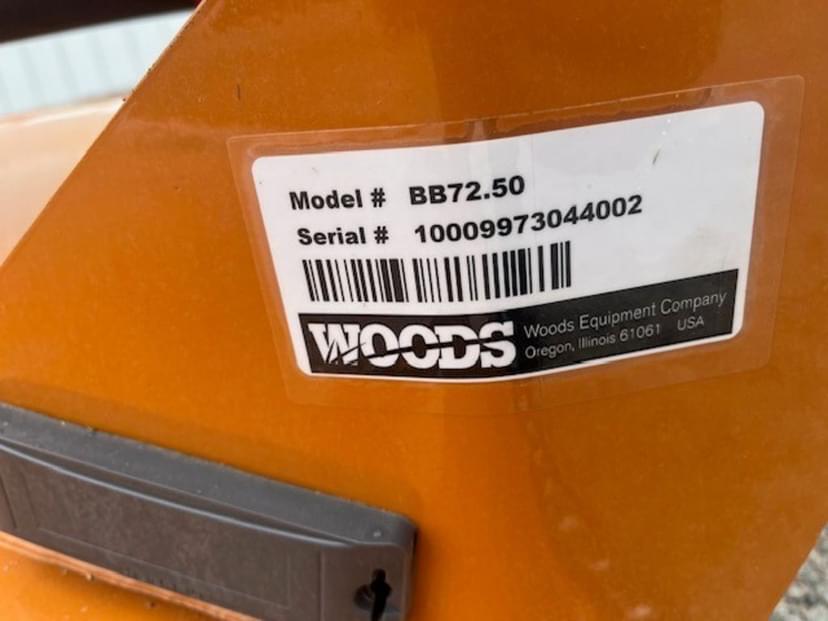 Model # BB72.50
Serial # 10009973044002
WOODS
Woods Equipment Company
Oregon, Illinois 61061 USA